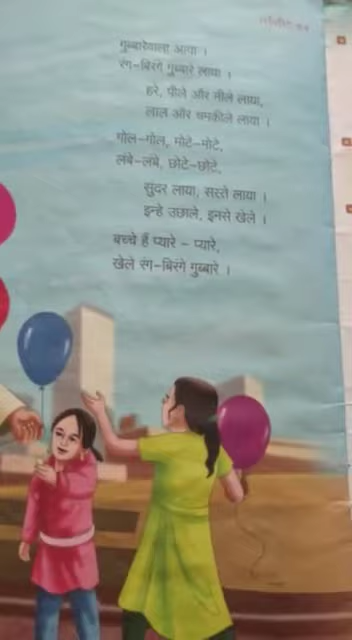 गुब्बारेवाला आया ।
रंग-बिरंगे गुब्बारे लाया ।
हरे, पीले और नीले लाया,
लाल और चमकीले लाया ।
गोल-गोल, मोटे-मोटे,
लंबे-लंबे, छोटे-छोटे,
सुंदर लाया, सस्ते लाया ।
इन्हे उछाले, इनसे खेले ।
बच्चे हैं प्यारे - प्यारे,
खेले रंग-बिरंगे गुब्बारे ।